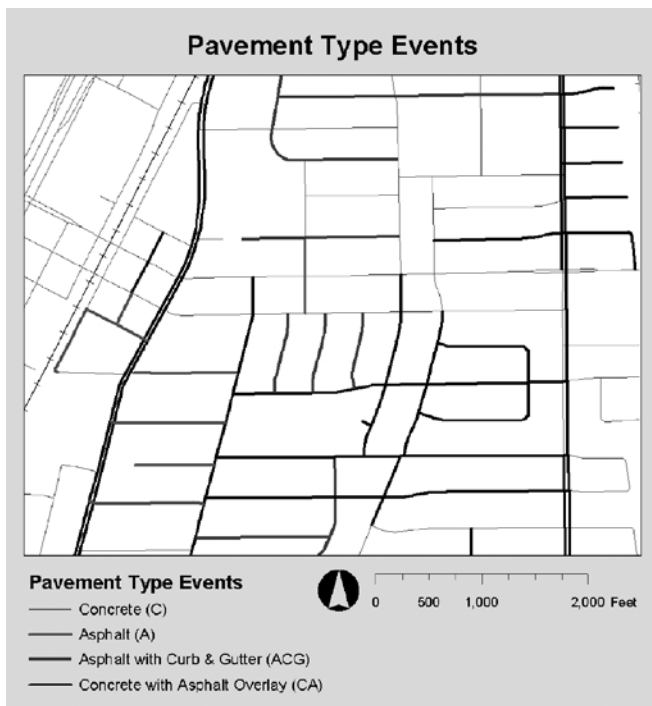 Pavement Type Events
Pavement Type Events
Concrete (C)
Asphalt (A)
Asphalt with Curb & Gutter (ACG)
Concrete with Asphalt Overlay (CA)
0 500 1,000 2,000 Feet